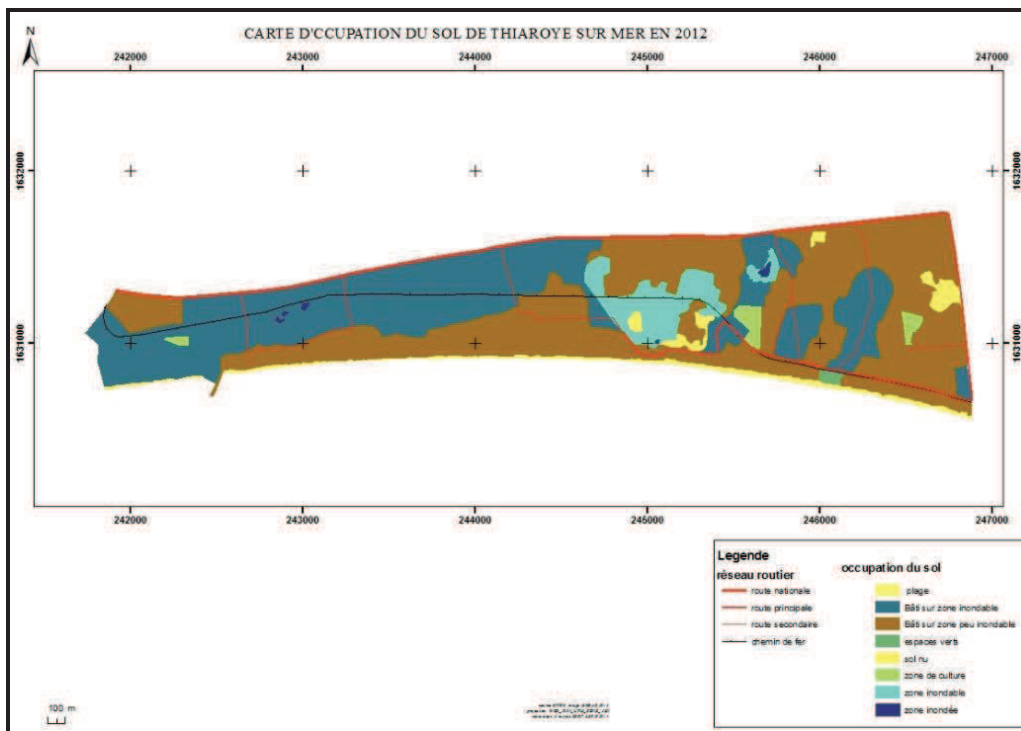 N
CARTE D'CCUPATION DU SOL DE THIAROYE SUR MER EN 2012
242000 243000 244000 245000 246000 247000
1632000 1632000
1631000 1631000
242000 243000 244000 245000 246000 247000
Legende
réseau routier
route nationale
route principale
route secondaire
chemin de fer
occupation du sol
plage
Bâti sur zone inondable
Bâti sur zone peu inondable
espaces verts
sol nu
zone de culture
zone inondable
zone inondée
100 m